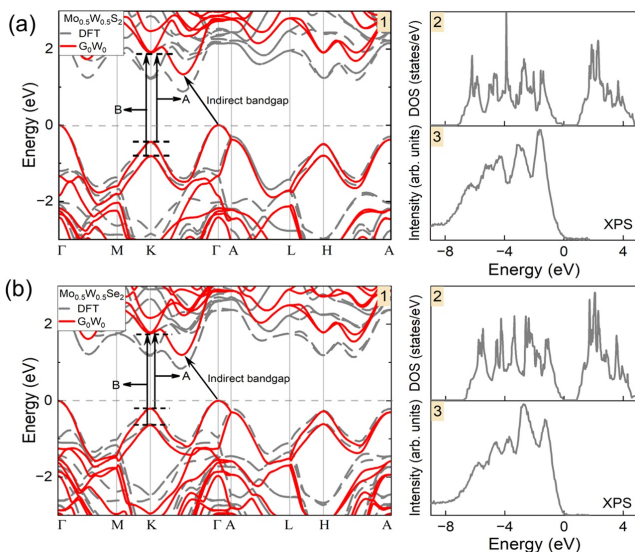 (a)
Mo0.5W0.5S2
DFT
G0W0
1
B
A
Indirect bandgap
Energy (eV)
2
0
−2
Γ M K Γ A L H A
2
DOS (states/eV)
3
Intensity (arb. units)
XPS
−8 −4 0 4
Energy (eV)
(b)
Mo0.5W0.5Se2
DFT
G0W0
1
B
A
Indirect bandgap
Energy (eV)
2
0
−2
Γ M K Γ A L H A
2
DOS (states/eV)
3
Intensity (arb. units)
XPS
−8 −4 0 4
Energy (eV)